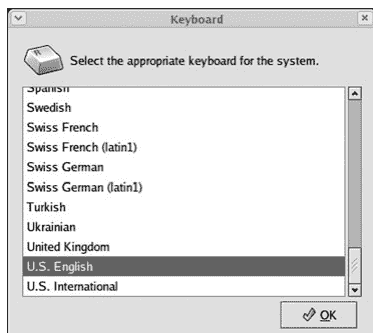 Keyboard
Select the appropriate keyboard for the system.
Spanish
Swedish
Swiss French
Swiss French (latin1)
Swiss German
Swiss German (latin1)
Turkish
Ukrainian
United Kingdom
U.S. English
U.S. International
OK